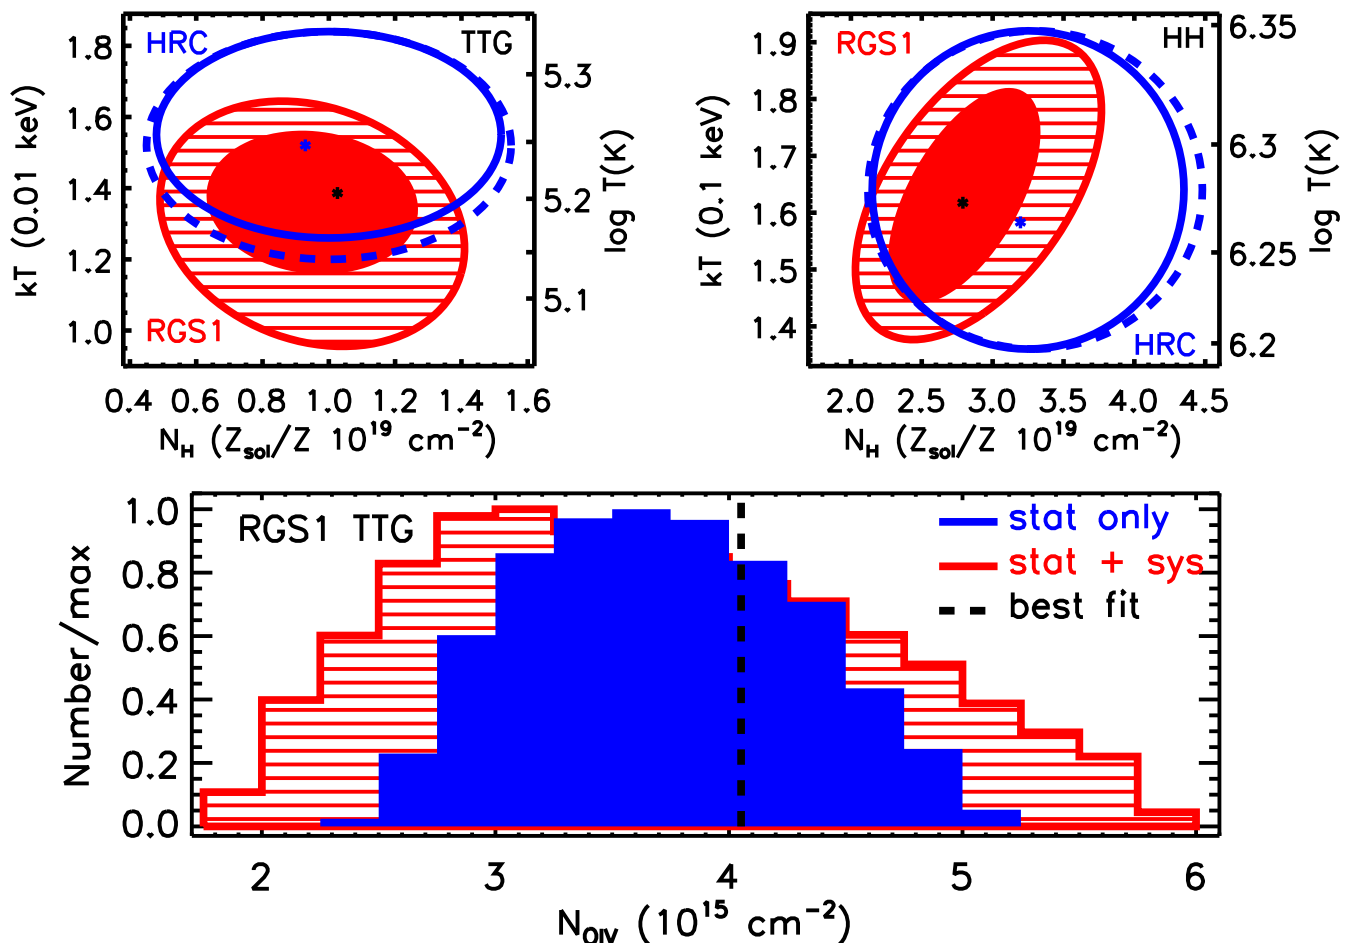 HRC TTG
RGS1
kT (0.01 keV)
1.8
1.6
1.4
1.2
1.0
log T(K)
5.3
5.2
5.1
0.4 0.6 0.8 1.0 1.2 1.4 1.6
N_H (Z_sol/Z 10^19 cm^-2)
RGS1 HH
HRC
kT (0.1 keV)
1.9
1.8
1.7
1.6
1.5
1.4
log T(K)
6.35
6.3
6.25
6.2
2.0 2.5 3.0 3.5 4.0 4.5
N_H (Z_sol/Z 10^19 cm^-2)
RGS1 TTG
stat only
stat + sys
best fit
Number/max
1.0
0.8
0.6
0.4
0.2
0.0
2 3 4 5 6
N_OIV (10^15 cm^-2)